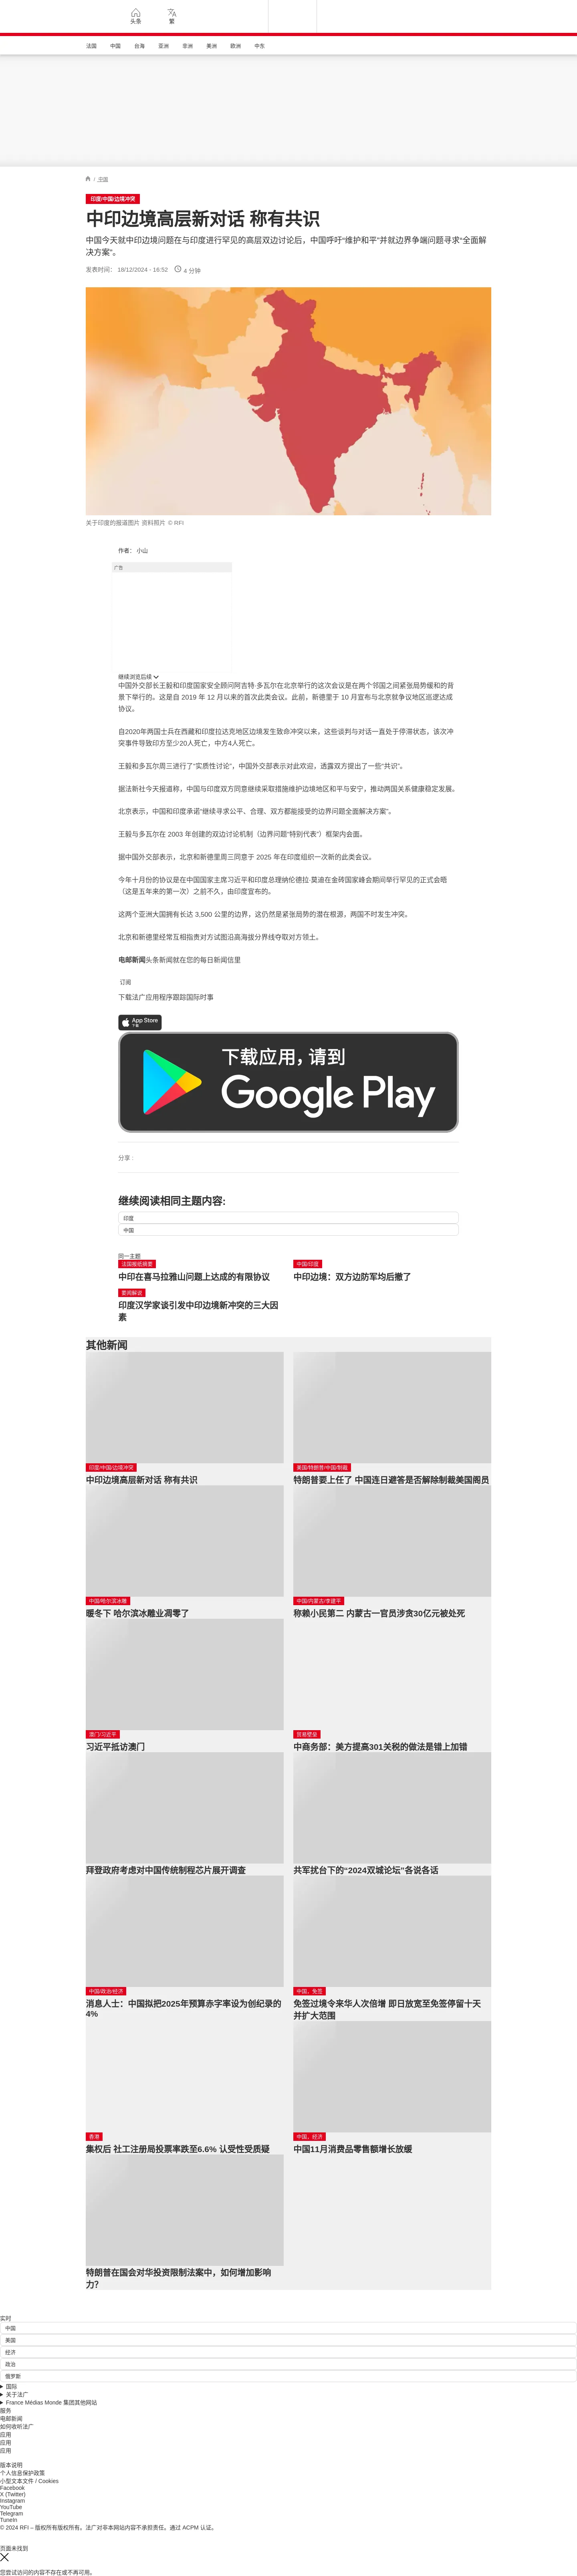 头条
繁
法国
中国
台海
亚洲
非洲
美洲
欧洲
中东
/ 中国
印度/中国/边境冲突
中印边境高层新对话 称有共识
中国今天就中印边境问题在与印度进行罕见的高层双边讨论后，中国呼吁“维护和平”并就边界争端问题寻求“全面解
决方案”。
发表时间： 18/12/2024 - 16:52
4 分钟
关于印度的报道图片 资料照片 © RFI
作者： 小山
广告
继续浏览后续
中国外交部长王毅和印度国家安全顾问阿吉特·多瓦尔在北京举行的这次会议是在两个邻国之间紧张局势缓和的背
景下举行的。这是自 2019 年 12 月以来的首次此类会议。此前，新德里于 10 月宣布与北京就争议地区巡逻达成
协议。
自2020年两国士兵在西藏和印度拉达克地区边境发生致命冲突以来，这些谈判与对话一直处于停滞状态，该次冲
突事件导致印方至少20人死亡，中方4人死亡。
王毅和多瓦尔周三进行了“实质性讨论”，中国外交部表示对此欢迎，透露双方提出了一些“共识”。
据法新社今天报道称，中国与印度双方同意继续采取措施维护边境地区和平与安宁，推动两国关系健康稳定发展。
北京表示，中国和印度承诺“继续寻求公平、合理、双方都能接受的边界问题全面解决方案”。
王毅与多瓦尔在 2003 年创建的双边讨论机制（边界问题“特别代表”）框架内会面。
据中国外交部表示，北京和新德里周三同意于 2025 年在印度组织一次新的此类会议。
今年十月份的协议是在中国国家主席习近平和印度总理纳伦德拉·莫迪在金砖国家峰会期间举行罕见的正式会晤
（这是五年来的第一次）之前不久，由印度宣布的。
这两个亚洲大国拥有长达 3,500 公里的边界，这仍然是紧张局势的潜在根源，两国不时发生冲突。
北京和新德里经常互相指责对方试图沿高海拔分界线夺取对方领土。
电邮新闻头条新闻就在您的每日新闻信里
订阅
下载法广应用程序跟踪国际时事
App Store
下载
下载应用，请到
Google Play
分享 :
继续阅读相同主题内容:
印度
中国
同一主题
法国报纸摘要
中印在喜马拉雅山问题上达成的有限协议
中国/印度
中印边境：双方边防军均后撤了
要闻解说
印度汉学家谈引发中印边境新冲突的三大因
素
其他新闻
印度/中国/边境冲突
中印边境高层新对话 称有共识
美国/特朗普/中国/制裁
特朗普要上任了 中国连日避答是否解除制裁美国阁员
中国/哈尔滨冰雕
暖冬下 哈尔滨冰雕业凋零了
中国/内蒙古/李建平
称赖小民第二 内蒙古一官员涉贪30亿元被处死
澳门/习近平
习近平抵访澳门
贸易壁垒
中商务部：美方提高301关税的做法是错上加错
拜登政府考虑对中国传统制程芯片展开调查
共军扰台下的“2024双城论坛”各说各话
中国/政治/经济
消息人士：中国拟把2025年预算赤字率设为创纪录的
4%
中国，免签
免签过境令来华人次倍增 即日放宽至免签停留十天
并扩大范围
香港
集权后 社工注册局投票率跌至6.6% 认受性受质疑
中国，经济
中国11月消费品零售额增长放缓
特朗普在国会对华投资限制法案中，如何增加影响
力？
实时
中国
美国
经济
政治
俄罗斯
国际
关于法广
France Médias Monde 集团其他网站
服务
电邮新闻
如何收听法广
应用
应用
应用
版本说明
个人信息保护政策
小型文本文件 / Cookies
Facebook
X (Twitter)
Instagram
YouTube
Telegram
TuneIn
© 2024 RFI – 版权所有版权所有。法广对非本网站内容不承担责任。通过 ACPM 认证。
页面未找到
您尝试访问的内容不存在或不再可用。